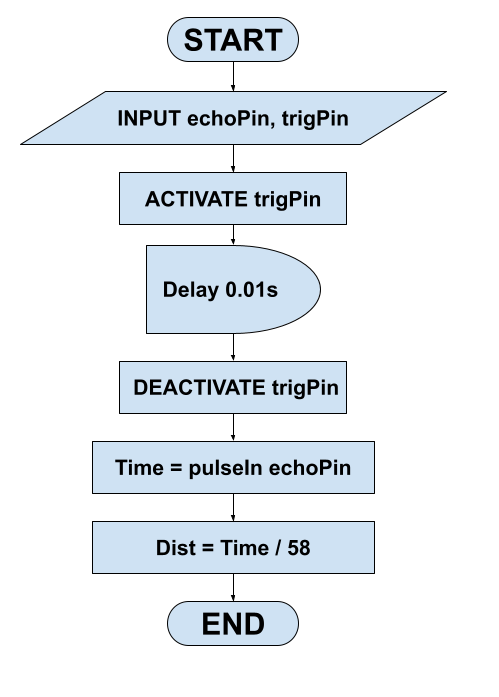 START
INPUT echoPin, trigPin
ACTIVATE trigPin
Delay 0.01s
DEACTIVATE trigPin
Time = pulseIn echoPin
Dist = Time / 58
END